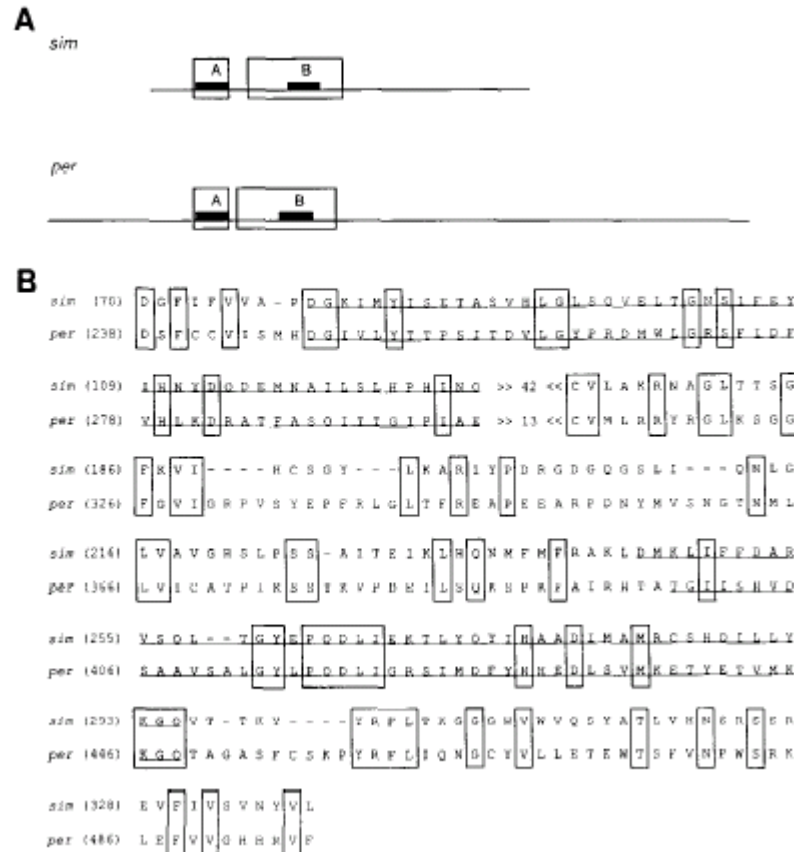 A
sim
A B
per
A B
B
sim (70) D G F I F V V A - P D G K I M Y I S E T A S V H L G L S Q V E L T G N S I F E Y
per (238) D S F C C V I S M H D G I V L Y T T P S I T D V L G Y P R D M W L G R S F I D F
sim (109) I H N Y D Q D E M N A I L S L H P H I N Q >> 42 << C V L A K R N A G L T T S G
per (278) V H L K D R A T F A S Q I T T G I P I A E >> 13 << C V M L R R Y R G L K S G G
sim (186) F K V I - - - - H C S G Y - - L K A R I Y P D R G D G Q G S L I - - - Q N L G
per (326) F G V I G R P V S Y E P F R L G L T F R E A P E E A R P D N Y M V S N G T N M L
sim (216) L V A V G H S L P S S - A I T E I K L H Q N M F M F R A K L D M K L I F F D A R
per (366) L V I C A T P I K S S Y K V P D E I L S Q K S P K F A I R H T A T G I I S H V D
sim (255) V S Q L - - T G Y E P Q D L I E K T L Y Q Y I H A A D I M A M R C S H D I L L Y
per (406) S A A V S A L G Y L P Q D L I G R S I M D F Y H H E D L S V M K E T Y E T V M K
sim (293) K G Q V T - T K Y - - - - Y R F L T K G G G W V W V Q S Y A T L V H N S R S S R
per (446) K G Q T A G A S F C S K P Y R F L I Q N G C Y V L L E T E W T S F V N P W S R K
sim (328) E V F I V S V N Y V L
per (486) L E F V V G H H R V F